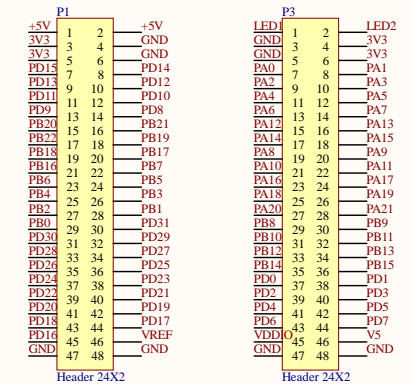 P1
+5V 1 2 +5V
3V3 3 4 GND
3V3 5 6 GND
PD15 7 8 PD14
PD13 9 10 PD12
PD11 11 12 PD10
PD9 13 14 PD8
PB20 15 16 PB21
PB22 17 18 PB19
PB18 19 20 PB17
PB16 21 22 PB7
PB6 23 24 PB5
PB4 25 26 PB3
PB2 27 28 PB1
PB0 29 30 PD31
PD30 31 32 PD29
PD28 33 34 PD27
PD26 35 36 PD25
PD24 37 38 PD23
PD22 39 40 PD21
PD20 41 42 PD19
PD18 43 44 PD17
PD16 45 46 VREF
GND 47 48 GND
Header 24X2
P3
LED1 1 2 LED2
GND 3 4 3V3
GND 5 6 3V3
PA0 7 8 PA1
PA2 9 10 PA3
PA4 11 12 PA5
PA6 13 14 PA7
PA12 15 16 PA13
PA14 17 18 PA15
PA8 19 20 PA9
PA10 21 22 PA11
PA16 23 24 PA17
PA18 25 26 PA19
PA20 27 28 PA21
PB8 29 30 PB9
PB10 31 32 PB11
PB12 33 34 PB13
PB14 35 36 PB15
PD0 37 38 PD1
PD2 39 40 PD3
PD4 41 42 PD5
PD6 43 44 PD7
VDDIO 45 46 V5
GND 47 48 GND
Header 24X2